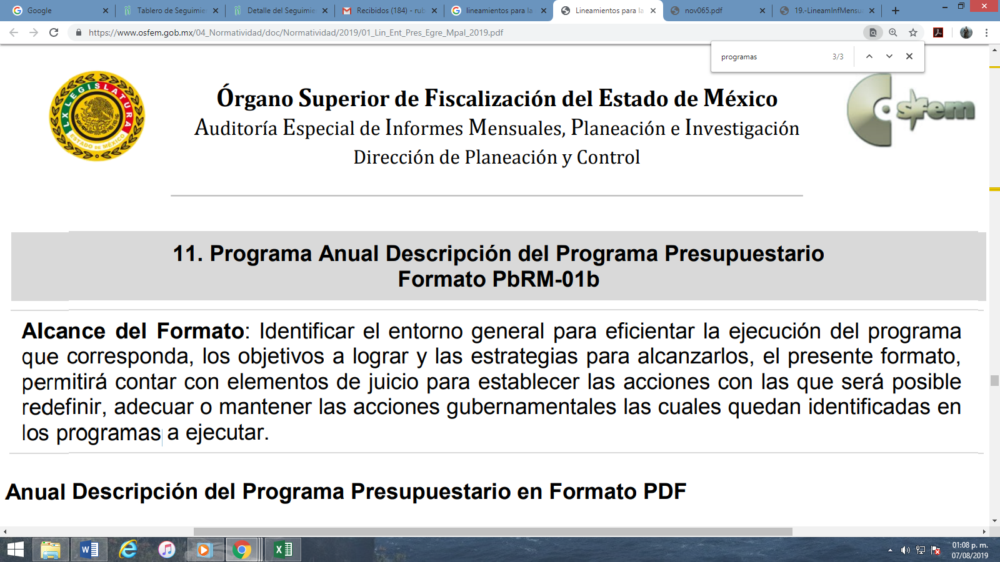 Google
Tablero de Seguimie
Detalle del Seguimie
Recibidos (184) - rub
lineamientos para la
Lineamientos para la
nov065.pdf
19.-LineamInfMensu
https://www.osfem.gob.mx/04_Normatividad/doc/Normatividad/2019/01_Lin_Ent_Pres_Egre_Mpal_2019.pdf
programas 3/3
LX LEGISLATURA
ESTADO DE MÉXICO
Órgano Superior de Fiscalización del Estado de México
Auditoría Especial de Informes Mensuales, Planeación e Investigación
Dirección de Planeación y Control
osfem
11. Programa Anual Descripción del Programa Presupuestario
Formato PbRM-01b
Alcance del Formato: Identificar el entorno general para eficientar la ejecución del programa
que corresponda, los objetivos a lograr y las estrategias para alcanzarlos, el presente formato,
permitirá contar con elementos de juicio para establecer las acciones con las que será posible
redefinir, adecuar o mantener las acciones gubernamentales las cuales quedan identificadas en
los programas a ejecutar.
Anual Descripción del Programa Presupuestario en Formato PDF
01:08 p. m.
07/08/2019